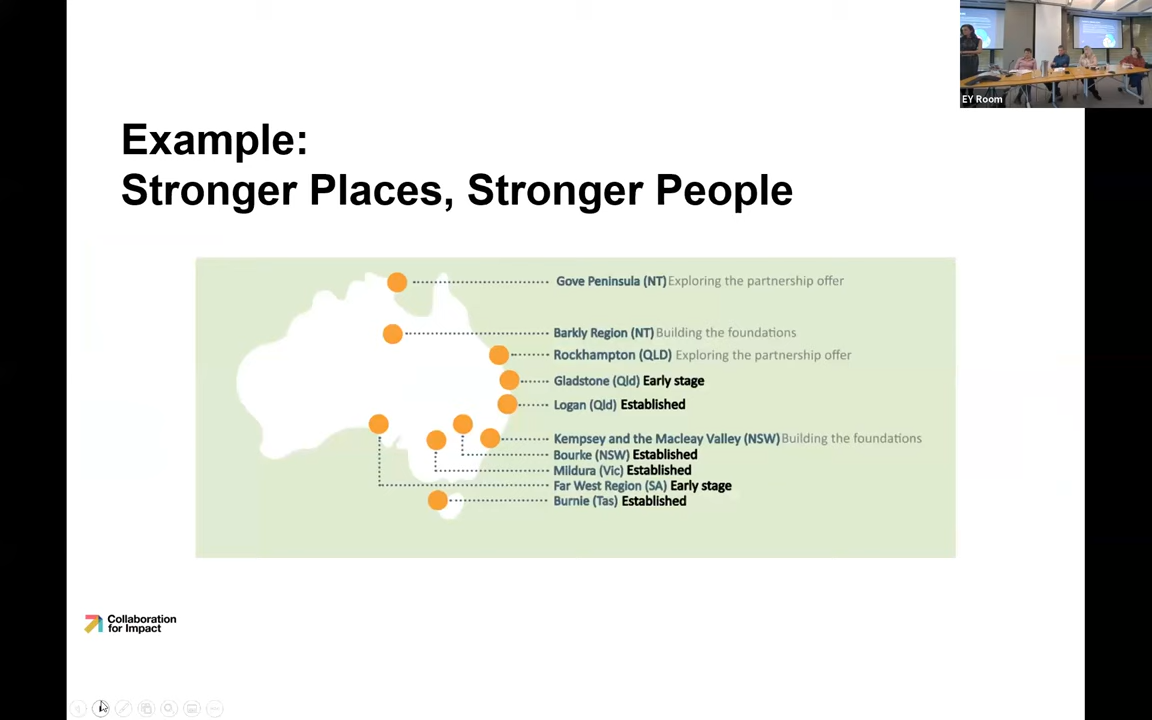 EY Room
Example:
Stronger Places, Stronger People
Gove Peninsula (NT) Exploring the partnership offer
Barkly Region (NT) Building the foundations
Rockhampton (QLD) Exploring the partnership offer
Gladstone (Qld) Early stage
Logan (Qld) Established
Kempsey and the Macleay Valley (NSW) Building the foundations
Bourke (NSW) Established
Mildura (Vic) Established
Far West Region (SA) Early stage
Burnie (Tas) Established
Collaboration
for Impact